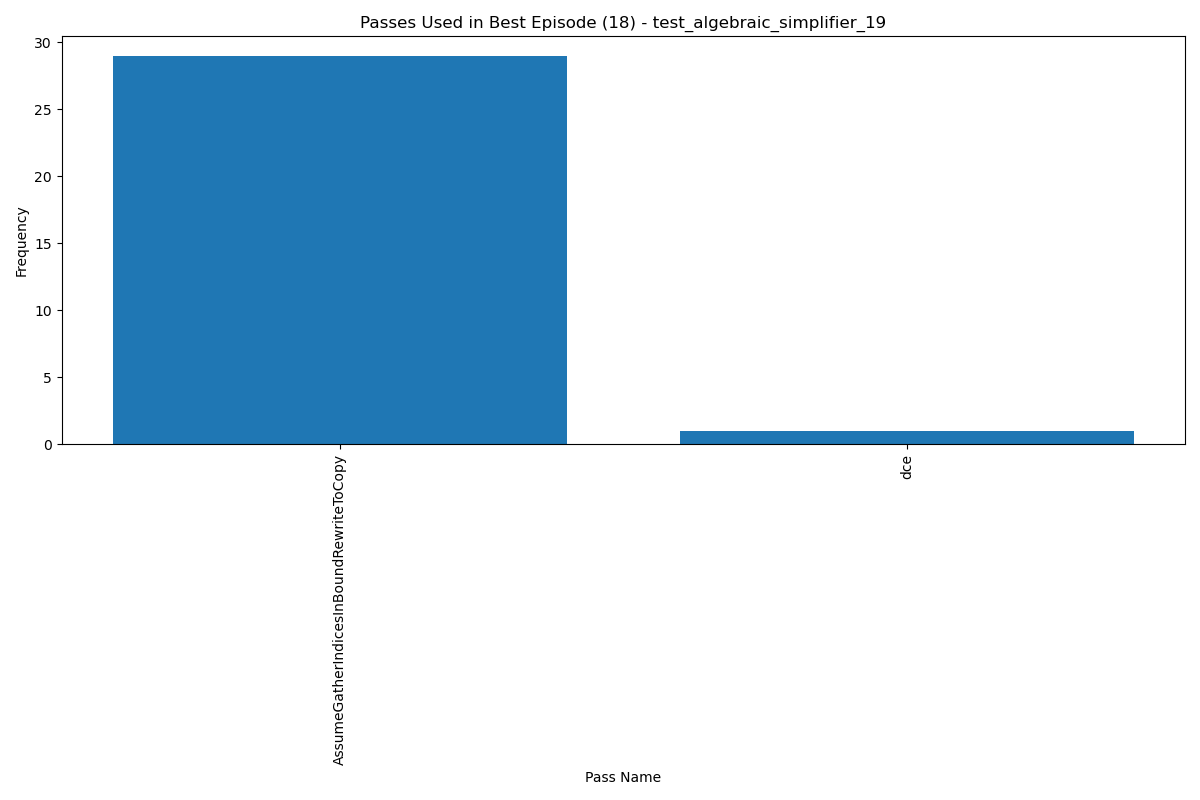 Passes Used in Best Episode (18) - test_algebraic_simplifier_19
30
25
20
15
10
5
0
Frequency
AssumeGatherIndicesInBoundRewriteToCopy
dce
Pass Name